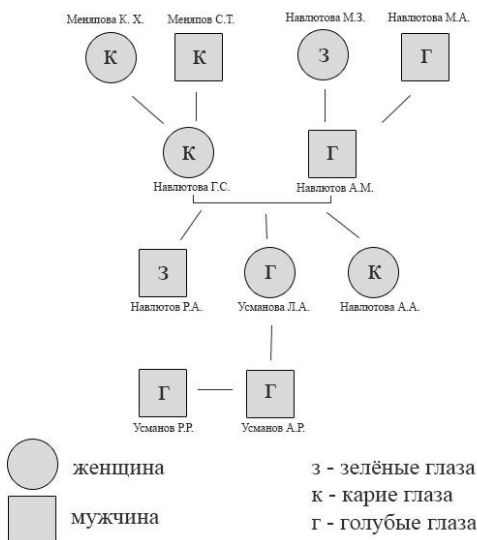 Меняпова К. Х. Меняпов С.Т. Навлютова М.З. Навлютова М.А.
К К З Г
К Г
Навлютова Г.С. Навлютов А.М.
З Г К
Навлютов Р.А. Усманова Л.А. Навлютова А.А.
Г Г
Усманов Р.Р. Усманов А.Р.
женщина з - зелёные глаза
к - карие глаза
мужчина г - голубые глаза